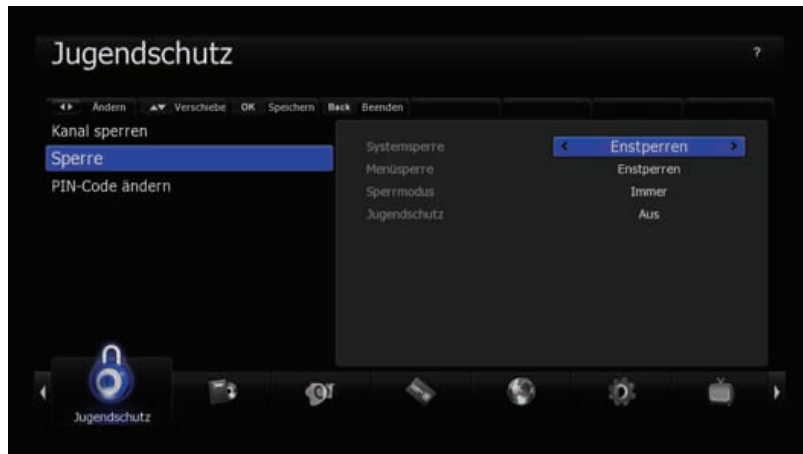 Jugendschutz
?
Ändern Verschiebe OK Speichern Back Beenden
Kanal sperren
Sperre
PIN-Code ändern
Systemsperre Enstperren
Menüsperre Enstperren
Sperrmodus Immer
Jugendschutz Aus
Jugendschutz